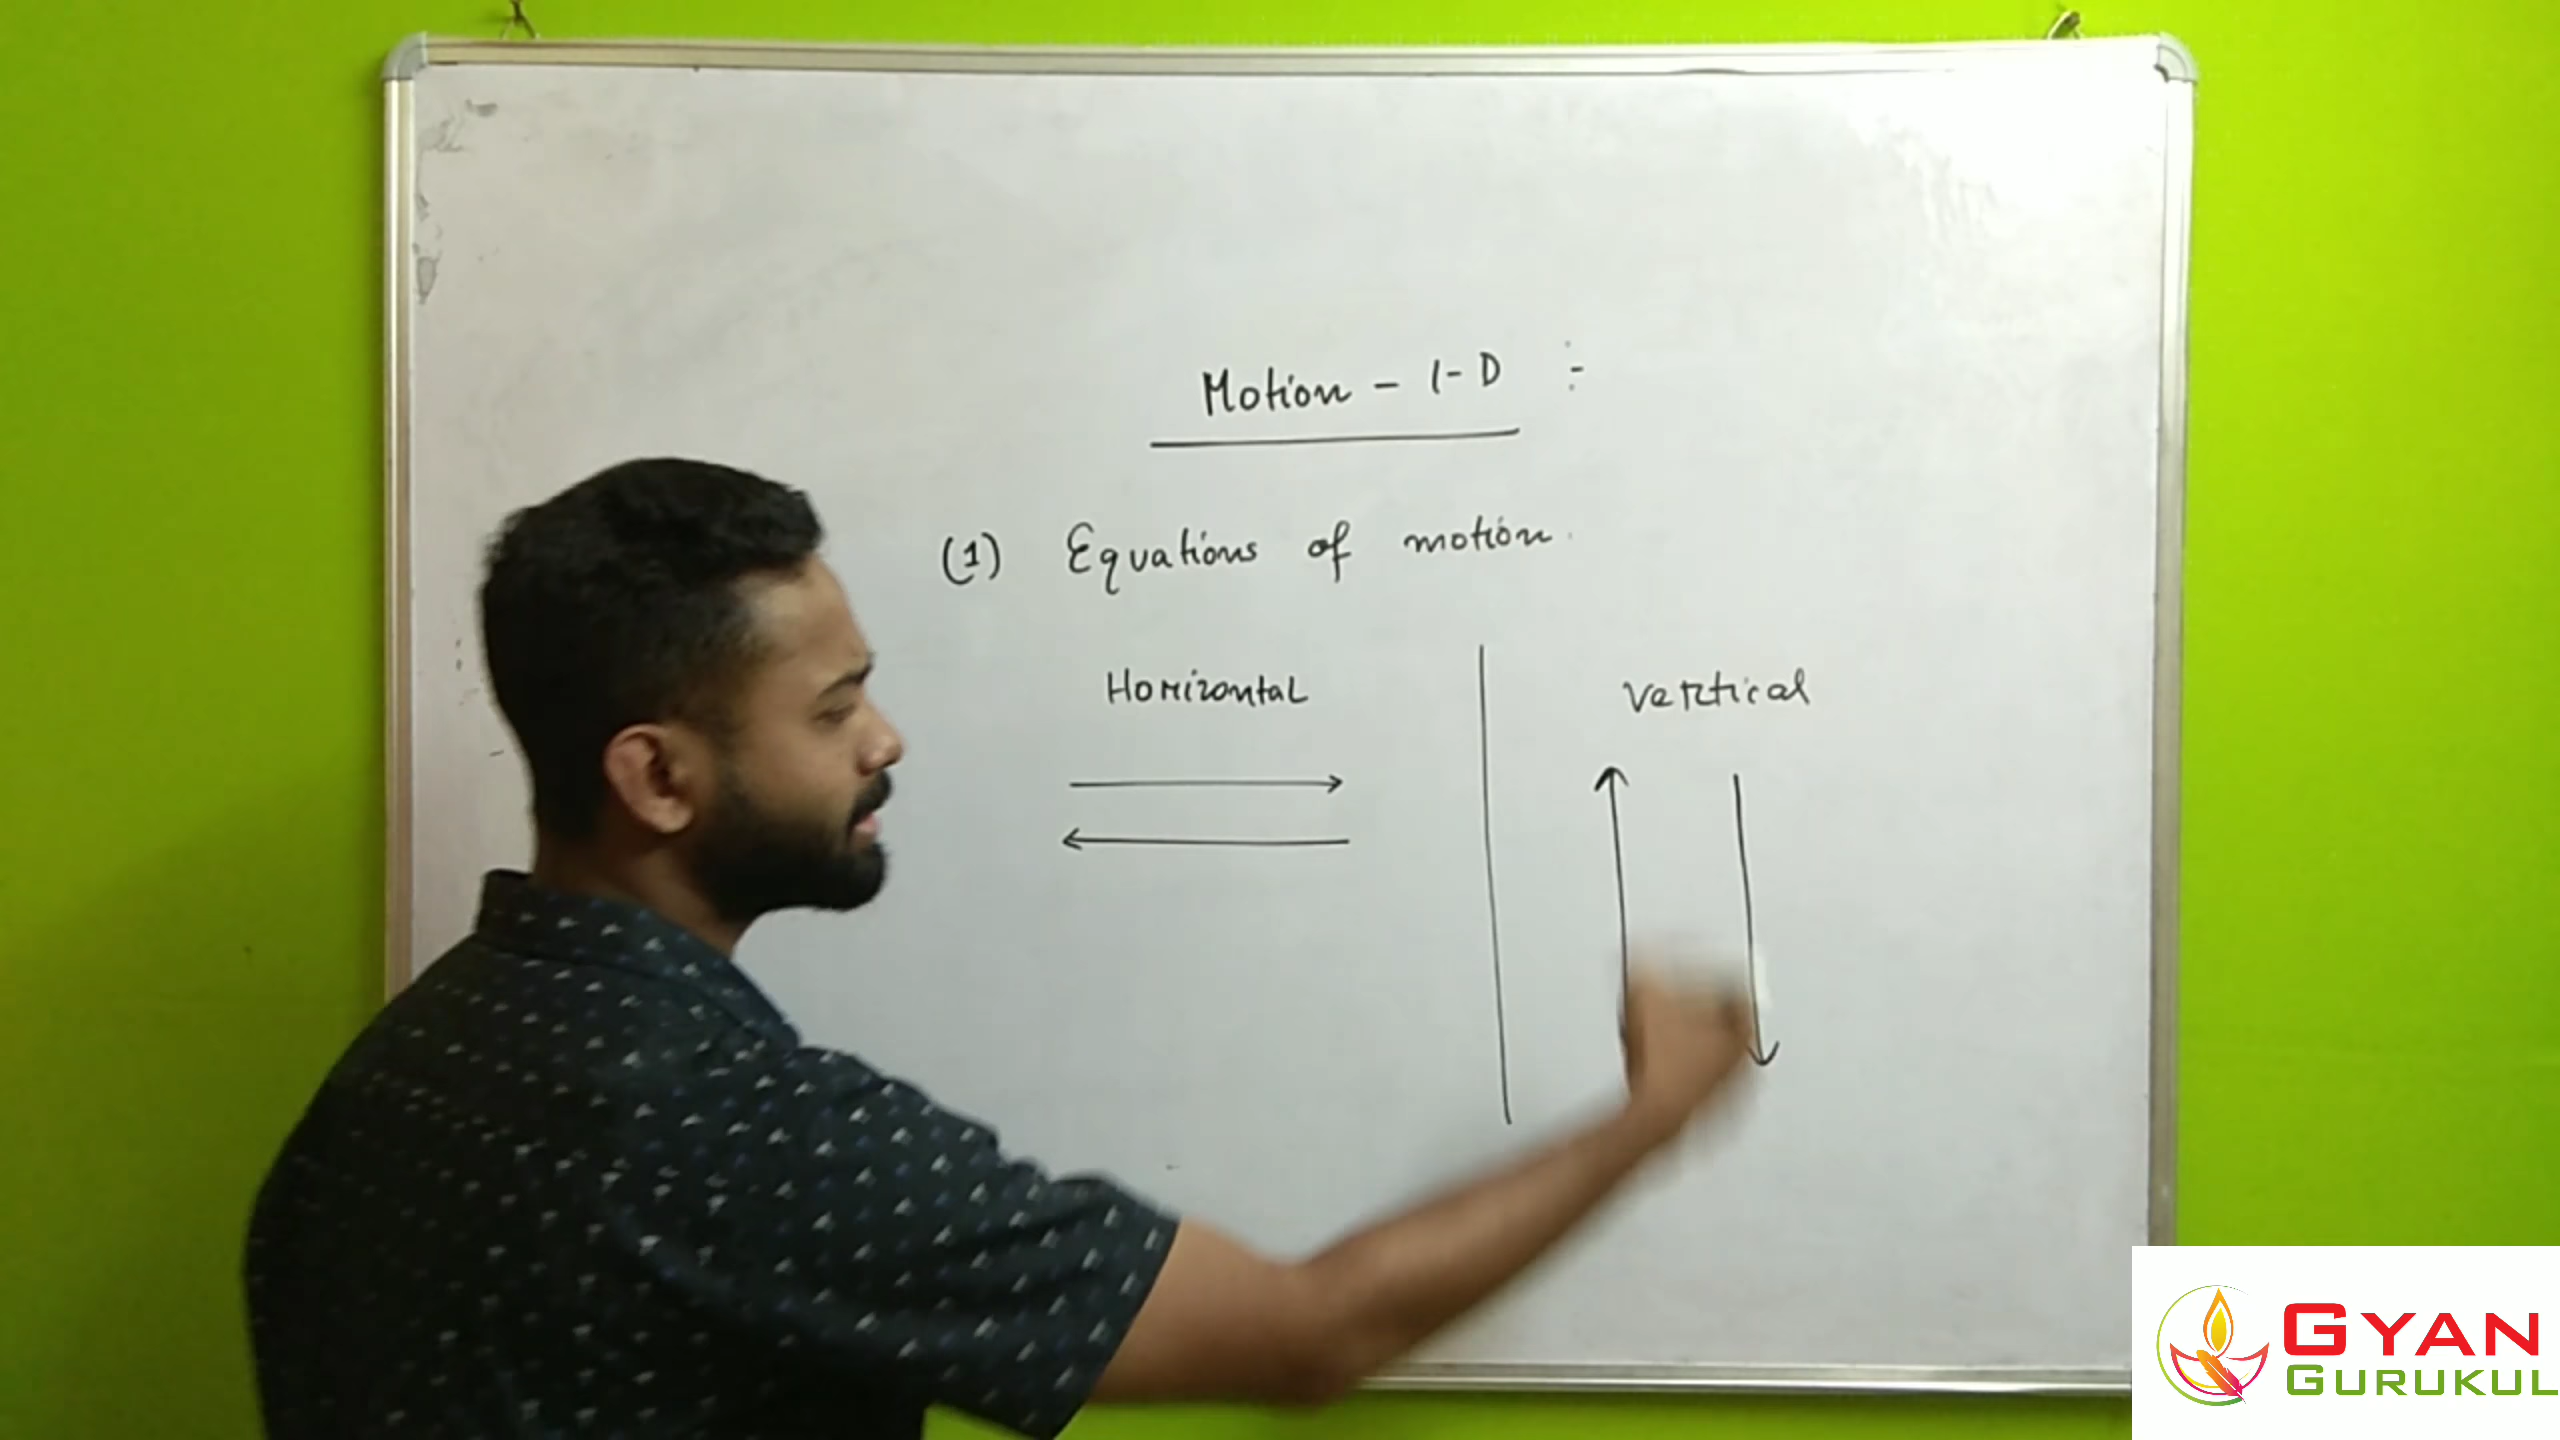 Motion - 1-D :-
(1) Equations of motion.
Horizontal
Vertical
GYAN
GURUKUL